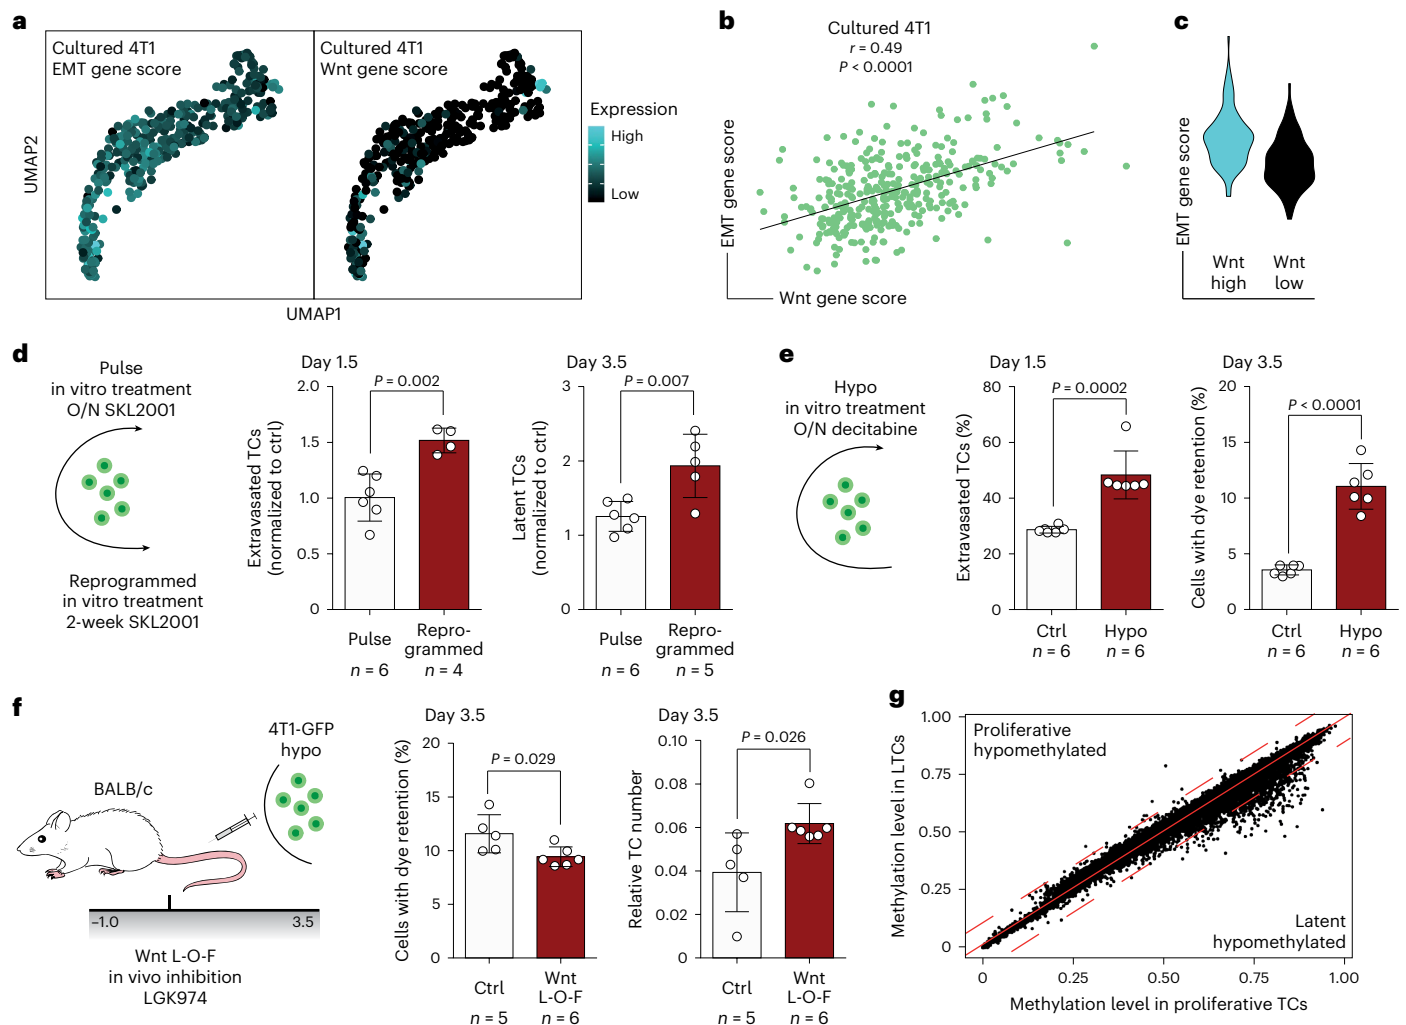 a
Cultured 4T1
EMT gene score
Cultured 4T1
Wnt gene score
Expression
High
Low
UMAP2
UMAP1
b
Cultured 4T1
r = 0.49
P < 0.0001
EMT gene score
Wnt gene score
c
EMT gene score
Wnt
high
Wnt
low
d
Pulse
in vitro treatment
O/N SKL2001
Reprogrammed
in vitro treatment
2-week SKL2001
Day 1.5
P = 0.002
Extravasated TCs
(normalized to ctrl)
2.0
1.5
1.0
0.5
0
Pulse
n = 6
Repro-
grammed
n = 4
Day 3.5
P = 0.007
Latent TCs
(normalized to ctrl)
3
2
1
0
Pulse
n = 6
Repro-
grammed
n = 5
e
Hypo
in vitro treatment
O/N decitabine
Day 1.5
P = 0.0002
Extravasated TCs (%)
80
60
40
20
0
Ctrl
n = 6
Hypo
n = 6
Day 3.5
P < 0.0001
Cells with dye retention (%)
20
15
10
5
0
Ctrl
n = 6
Hypo
n = 6
f
4T1-GFP
hypo
BALB/c
–1.0
3.5
Wnt L-O-F
in vivo inhibition
LGK974
Day 3.5
P = 0.029
Cells with dye retention (%)
20
15
10
5
0
Ctrl
n = 5
Wnt
L-O-F
n = 6
Day 3.5
P = 0.026
Relative TC number
0.10
0.08
0.06
0.04
0.02
0
Ctrl
n = 5
Wnt
L-O-F
n = 6
g
Proliferative
hypomethylated
Latent
hypomethylated
Methylation level in LTCs
1.00
0.75
0.50
0.25
0
0
0.25
0.50
0.75
1.00
Methylation level in proliferative TCs